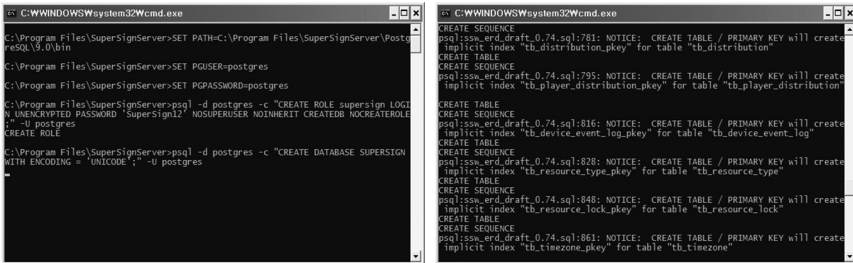 C:\WINDOWS\system32\cmd.exe
C:\Program Files\SuperSignServer>SET PATH=C:\Program Files\SuperSignServer\Postg
reSQL\9.0\bin
C:\Program Files\SuperSignServer>SET PGUSER=postgres
C:\Program Files\SuperSignServer>SET PGPASSWORD=postgres
C:\Program Files\SuperSignServer>psql -d postgres -c "CREATE ROLE supersign LOGI
N UNENCRYPTED PASSWORD 'SuperSign12' NOSUPERUSER NOINHERIT CREATEDB NOCREATEROLE
;" -U postgres
CREATE ROLE
C:\Program Files\SuperSignServer>psql -d postgres -c "CREATE DATABASE SUPERSIGN
WITH ENCODING = 'UNICODE';" -U postgres
C:₩WINDOWS₩system32₩cmd.exe
CREATE SEQUENCE
psql:ssw_erd_draft_0.74.sql:781: NOTICE:  CREATE TABLE / PRIMARY KEY will create
implicit index "tb_distribution_pkey" for table "tb_distribution"
CREATE TABLE
CREATE SEQUENCE
psql:ssw_erd_draft_0.74.sql:795: NOTICE:  CREATE TABLE / PRIMARY KEY will create
implicit index "tb_player_distribution_pkey" for table "tb_player_distribution"
CREATE TABLE
CREATE SEQUENCE
psql:ssw_erd_draft_0.74.sql:816: NOTICE:  CREATE TABLE / PRIMARY KEY will create
implicit index "tb_device_event_log_pkey" for table "tb_device_event_log"
CREATE TABLE
CREATE SEQUENCE
psql:ssw_erd_draft_0.74.sql:828: NOTICE:  CREATE TABLE / PRIMARY KEY will create
implicit index "tb_resource_type_pkey" for table "tb_resource_type"
CREATE TABLE
CREATE SEQUENCE
psql:ssw_erd_draft_0.74.sql:848: NOTICE:  CREATE TABLE / PRIMARY KEY will create
implicit index "tb_resource_lock_pkey" for table "tb_resource_lock"
CREATE TABLE
CREATE SEQUENCE
psql:ssw_erd_draft_0.74.sql:861: NOTICE:  CREATE TABLE / PRIMARY KEY will create
implicit index "tb_timezone_pkey" for table "tb_timezone"